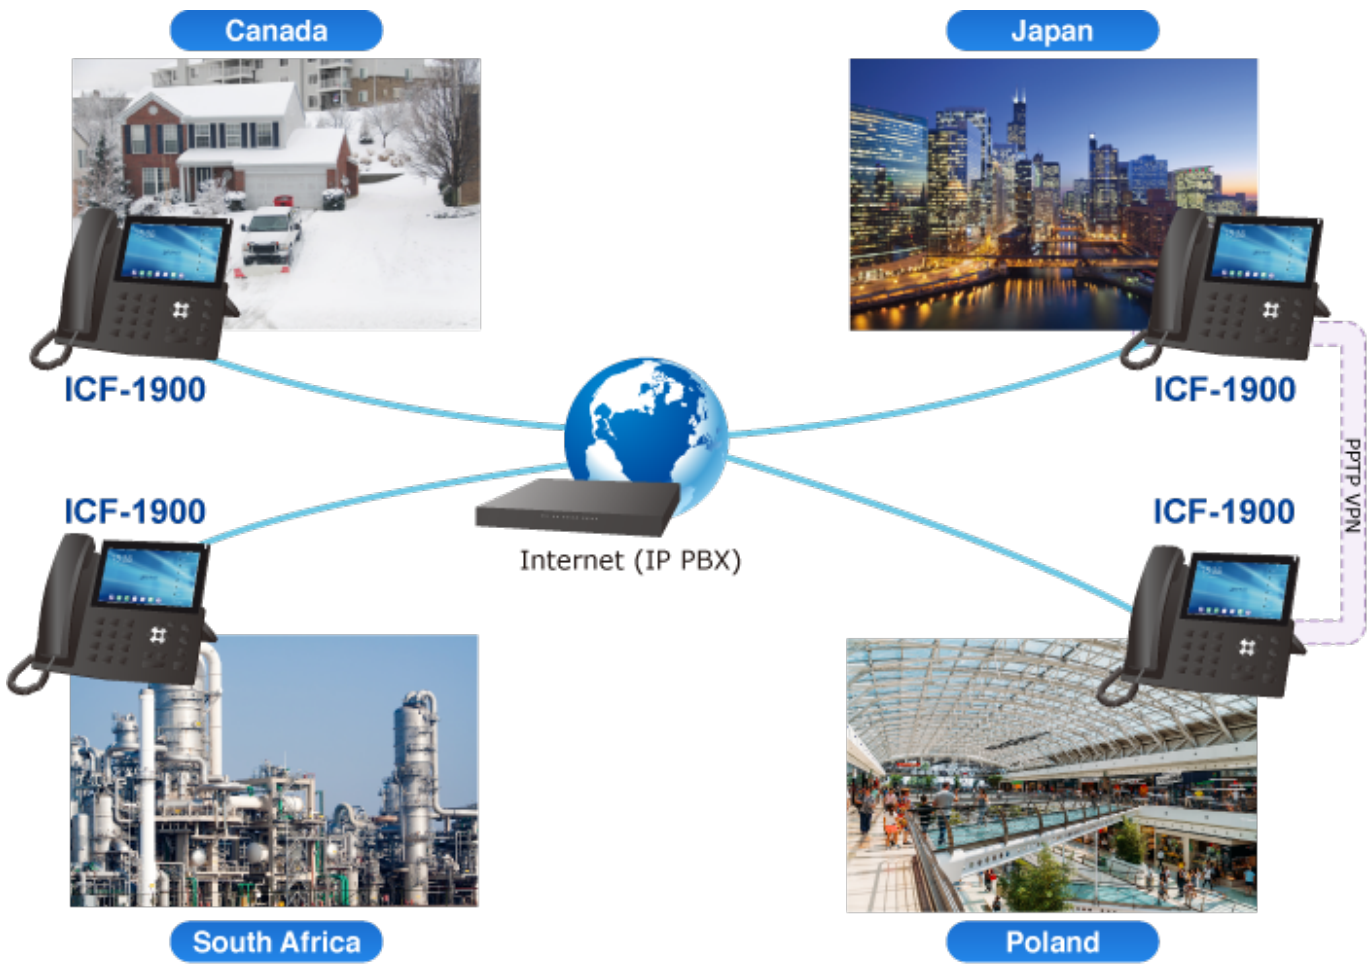 Canada
Japan
ICF-1900
ICF-1900
PPTP VPN
ICF-1900
ICF-1900
Internet (IP PBX)
South Africa
Poland